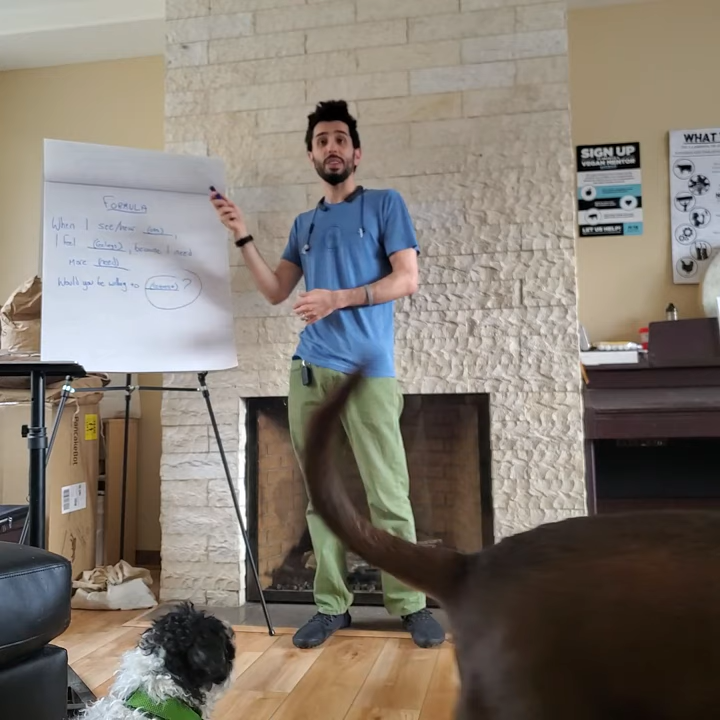 FORMULA
When I see/hear (obs),
I feel (feelings), because I need
more (need)
Would you be willing to (request)?
SIGN UP
VEGAN MENTOR
LET US HELP!
WHAT